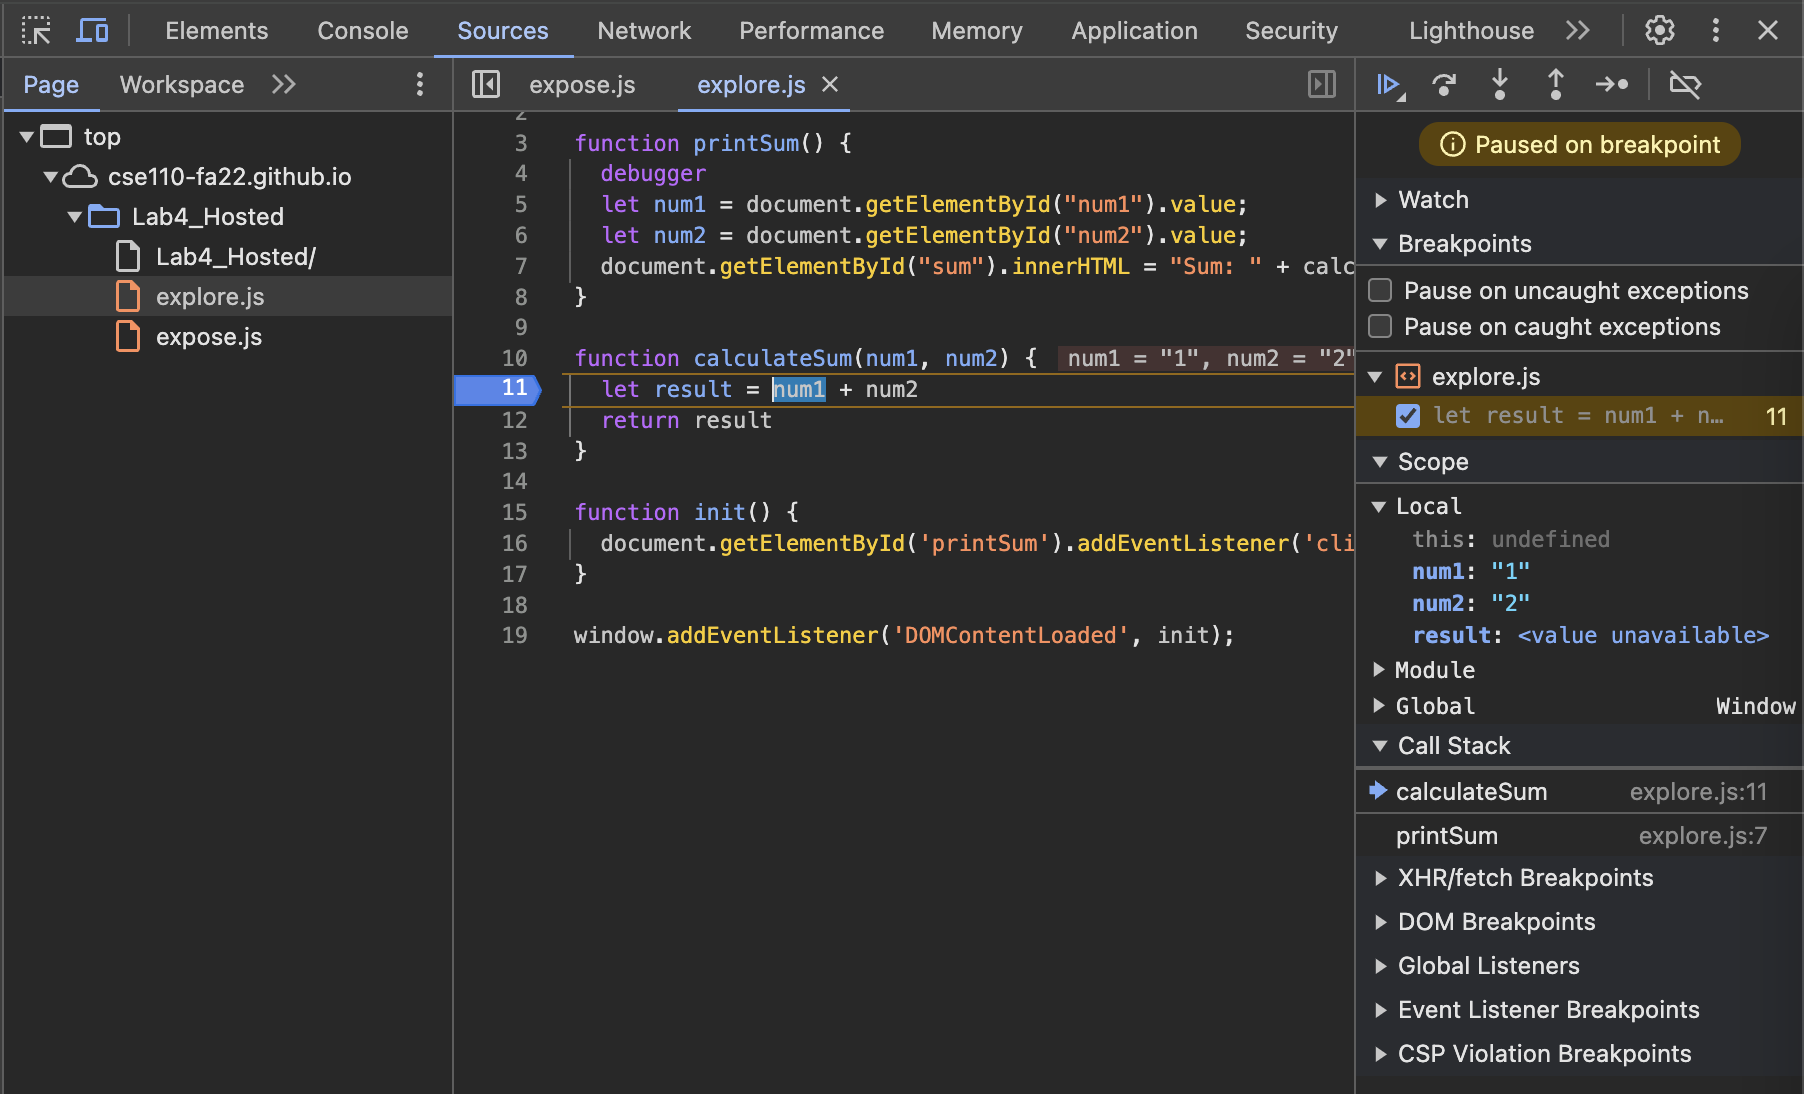 Elements Console Sources Network Performance Memory Application Security Lighthouse
Page Workspace
top
cse110-fa22.github.io
Lab4_Hosted
Lab4_Hosted/
explore.js
expose.js
expose.js explore.js
2
3 function printSum() {
4 debugger
5 let num1 = document.getElementById("num1").value;
6 let num2 = document.getElementById("num2").value;
7 document.getElementById("sum").innerHTML = "Sum: " + calc
8 }
9
10 function calculateSum(num1, num2) { num1 = "1", num2 = "2"
11 let result = num1 + num2
12 return result
13 }
14
15 function init() {
16 document.getElementById('printSum').addEventListener('cli
17 }
18
19 window.addEventListener('DOMContentLoaded', init);
Paused on breakpoint
Watch
Breakpoints
Pause on uncaught exceptions
Pause on caught exceptions
explore.js
let result = num1 + n… 11
Scope
Local
this: undefined
num1: "1"
num2: "2"
result: <value unavailable>
Module
Global Window
Call Stack
calculateSum explore.js:11
printSum explore.js:7
XHR/fetch Breakpoints
DOM Breakpoints
Global Listeners
Event Listener Breakpoints
CSP Violation Breakpoints